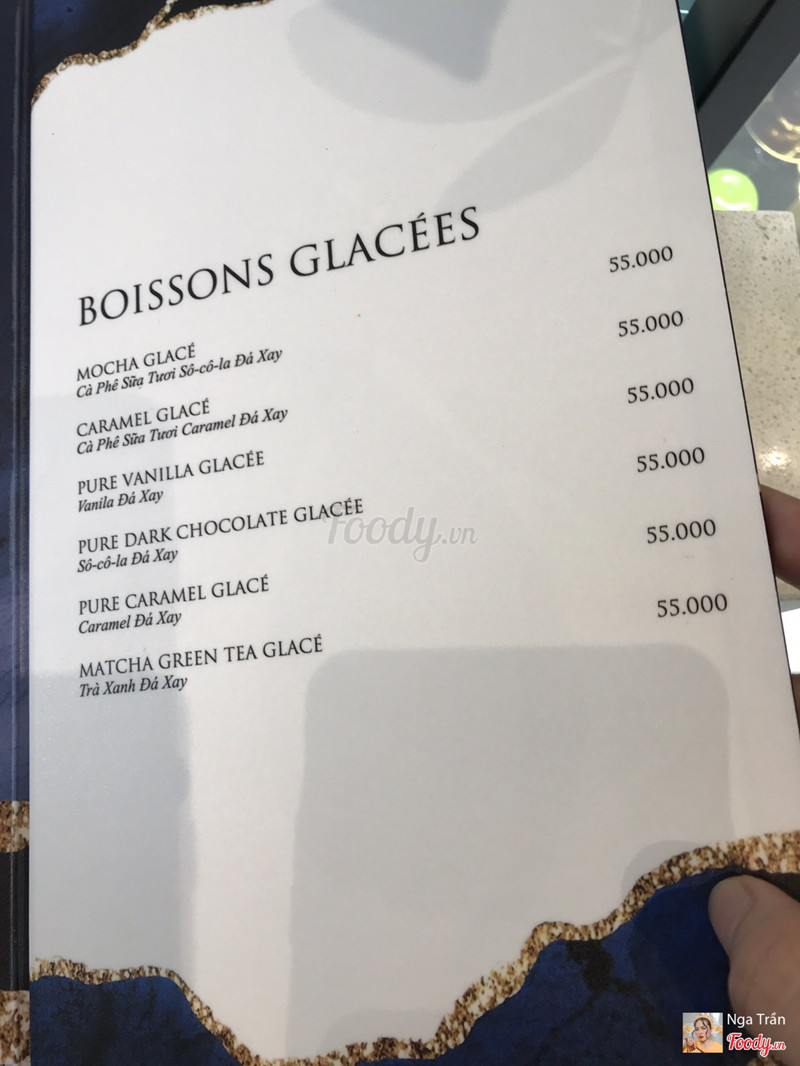 BOISSONS GLACÉES
MOCHA GLACÉ 55.000
Cà Phê Sữa Tươi Sô-cô-la Đá Xay
CARAMEL GLACÉ 55.000
Cà Phê Sữa Tươi Caramel Đá Xay
PURE VANILLA GLACÉE 55.000
Vanila Đá Xay
PURE DARK CHOCOLATE GLACÉE 55.000
Sô-cô-la Đá Xay
PURE CARAMEL GLACÉ 55.000
Caramel Đá Xay
MATCHA GREEN TEA GLACÉ 55.000
Trà Xanh Đá Xay
Foody.vn
Nga Trần
Foody.vn